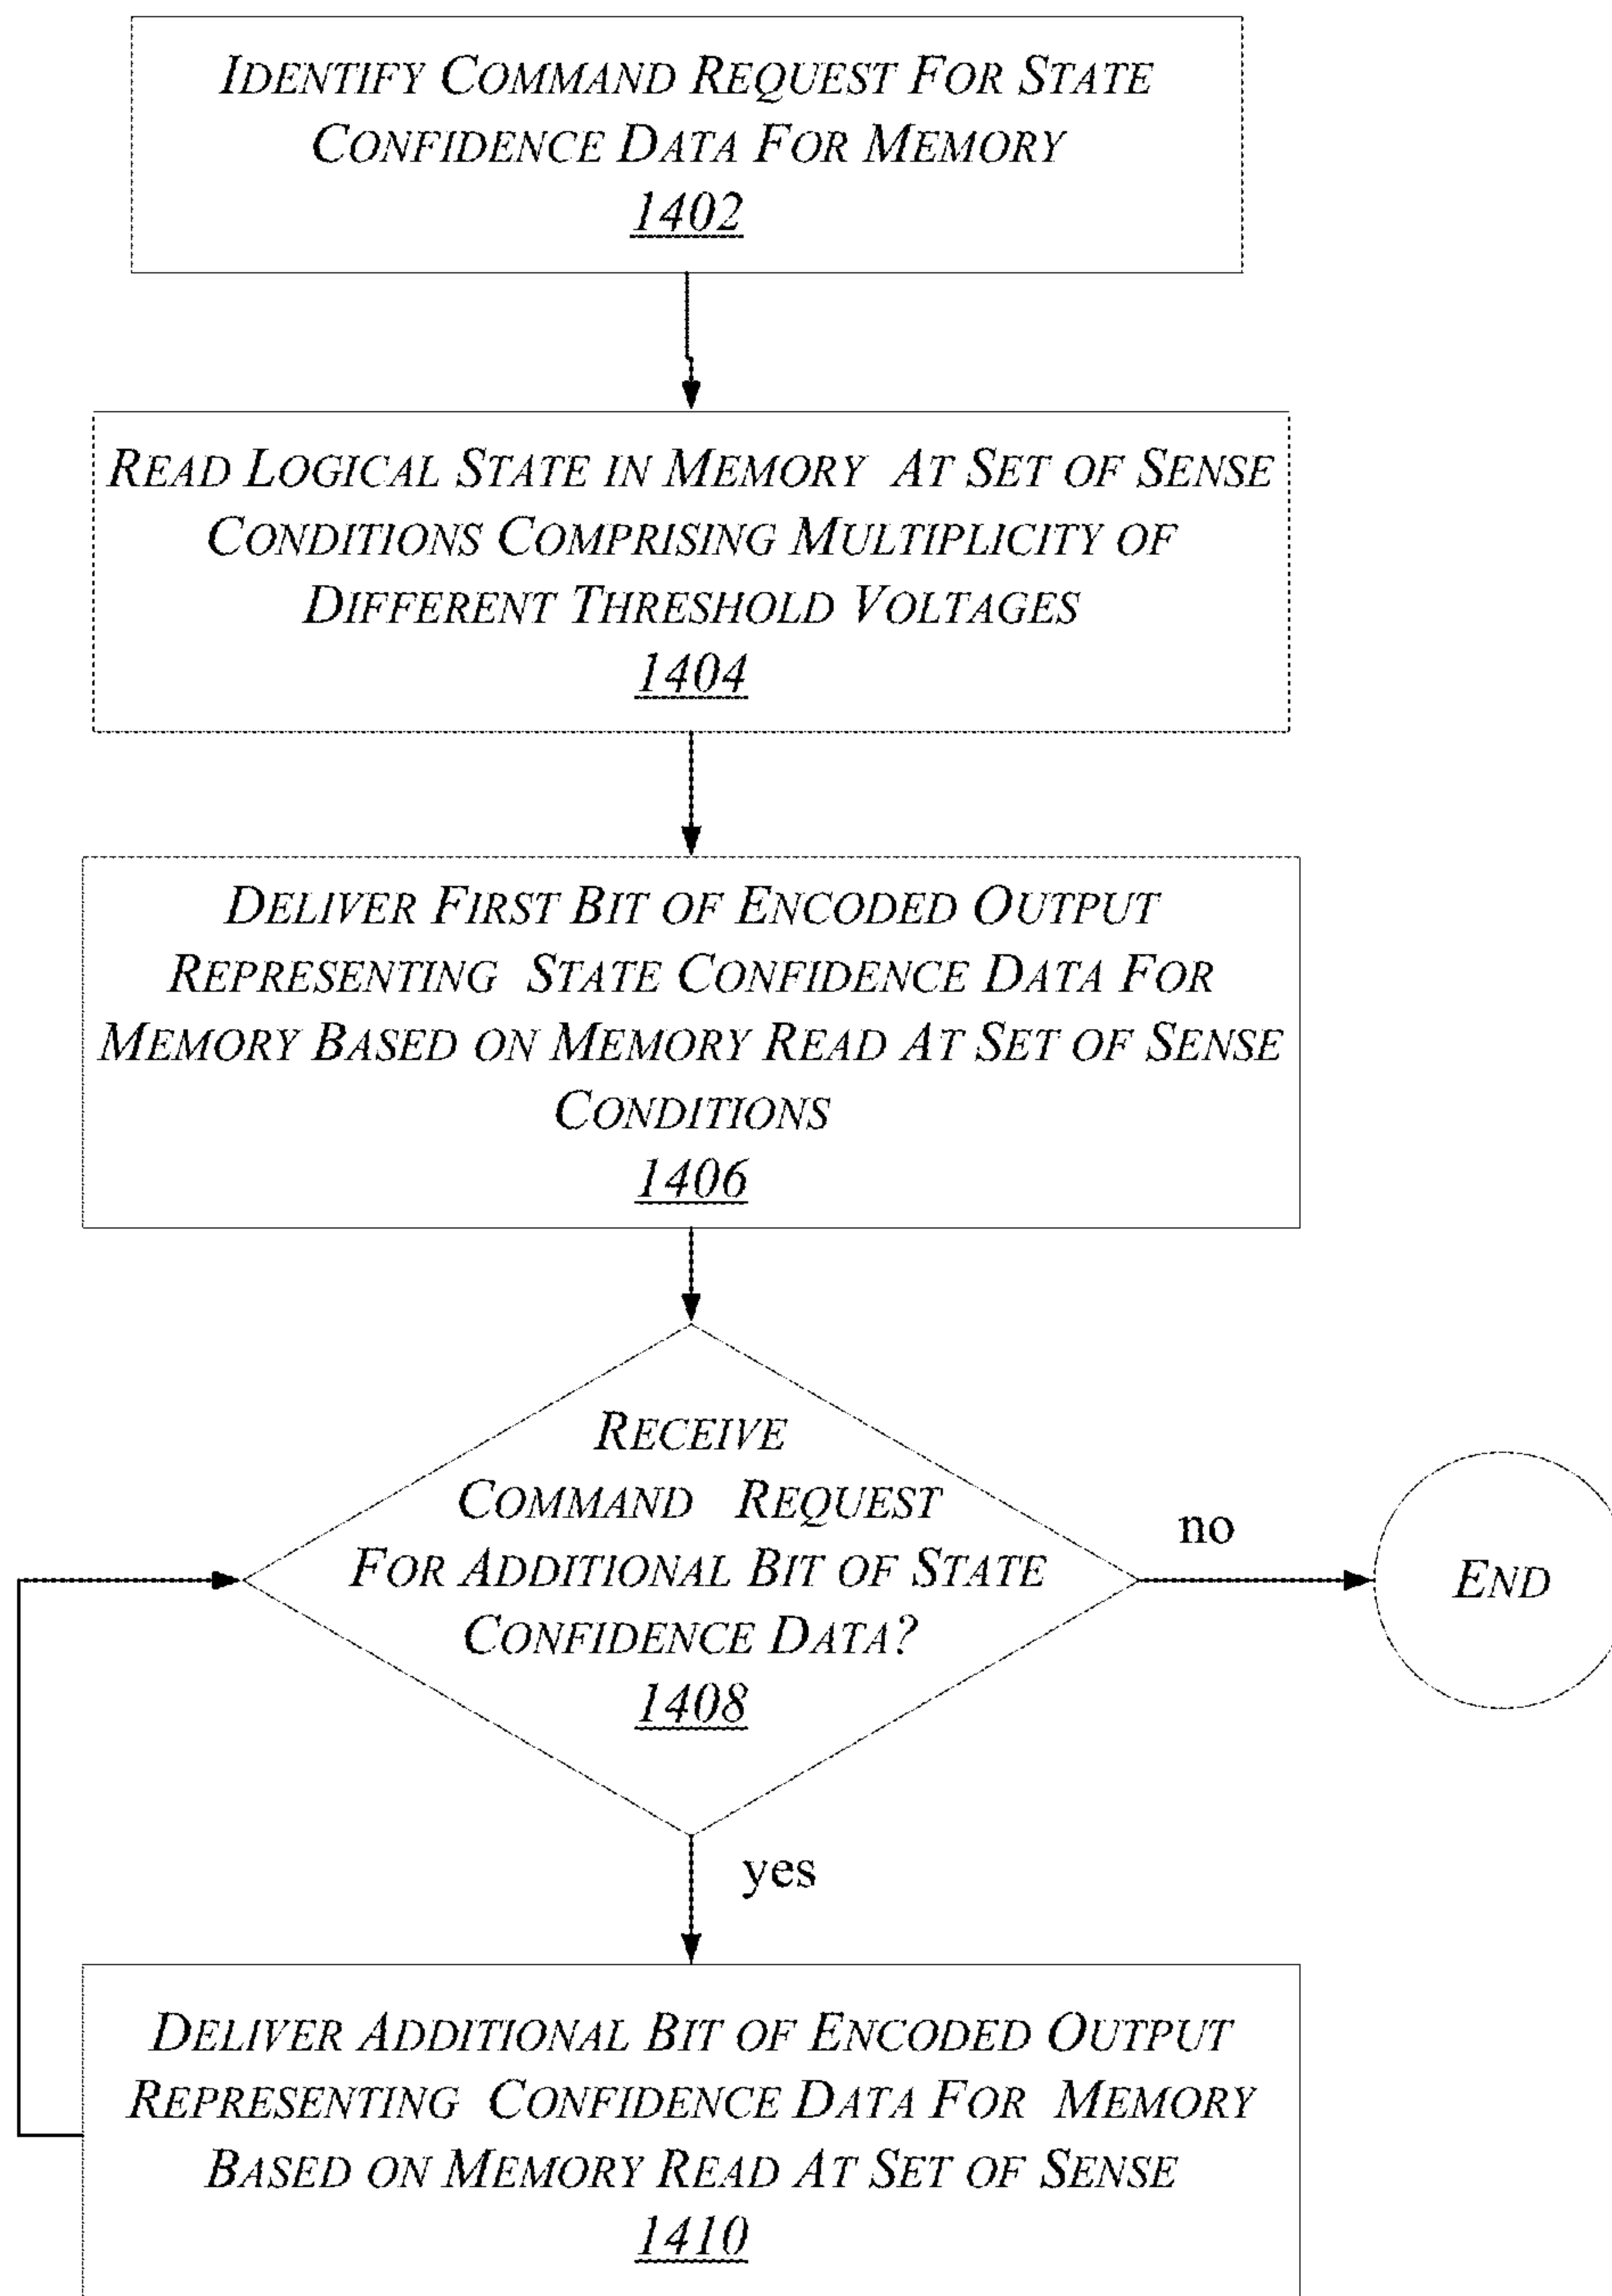 IDENTIFY COMMAND REQUEST FOR STATE
CONFIDENCE DATA FOR MEMORY
1402
READ LOGICAL STATE IN MEMORY AT SET OF SENSE
CONDITIONS COMPRISING MULTIPLICITY OF
DIFFERENT THRESHOLD VOLTAGES
1404
DELIVER FIRST BIT OF ENCODED OUTPUT
REPRESENTING STATE CONFIDENCE DATA FOR
MEMORY BASED ON MEMORY READ AT SET OF SENSE
CONDITIONS
1406
RECEIVE
COMMAND REQUEST
FOR ADDITIONAL BIT OF STATE
CONFIDENCE DATA?
1408
no
END
yes
DELIVER ADDITIONAL BIT OF ENCODED OUTPUT
REPRESENTING CONFIDENCE DATA FOR MEMORY
BASED ON MEMORY READ AT SET OF SENSE
1410